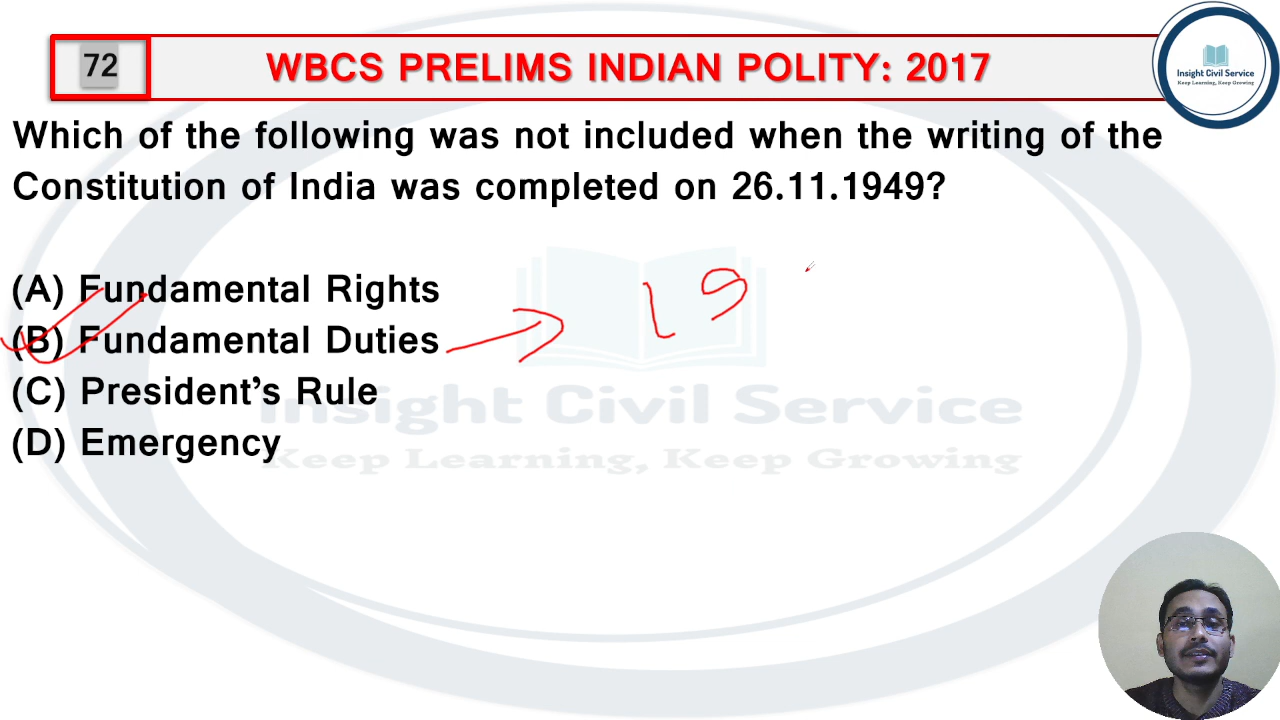 72
WBCS PRELIMS INDIAN POLITY: 2017
Insight Civil Service
Keep Learning, Keep Growing
Which of the following was not included when the writing of the
Constitution of India was completed on 26.11.1949?
(A) Fundamental Rights
(B) Fundamental Duties
19
(C) President's Rule
(D) Emergency
Insight Civil Service
Keep Learning, Keep Growing